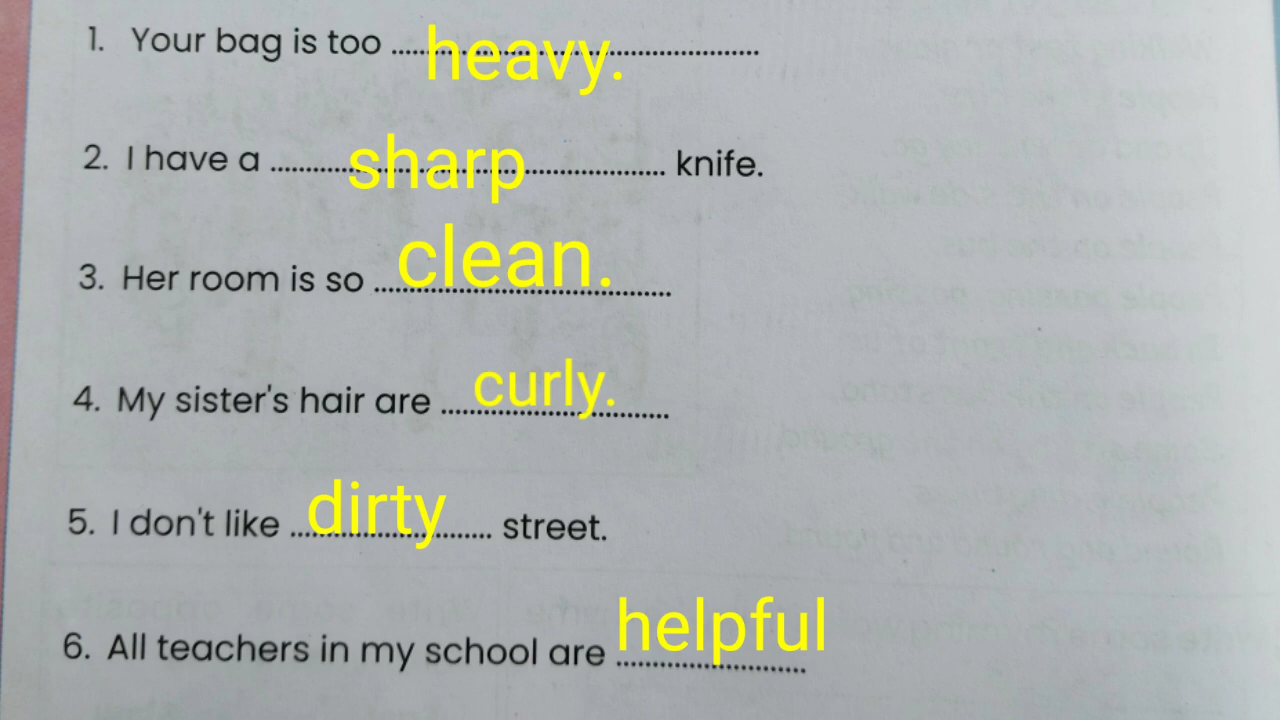 1. Your bag is too ........ heavy. ........
2. I have a ........ sharp ........ knife.
3. Her room is so ........ clean. ........
4. My sister's hair are ........ curly. ........
5. I don't like ........ dirty ........ street.
6. All teachers in my school are ........ helpful